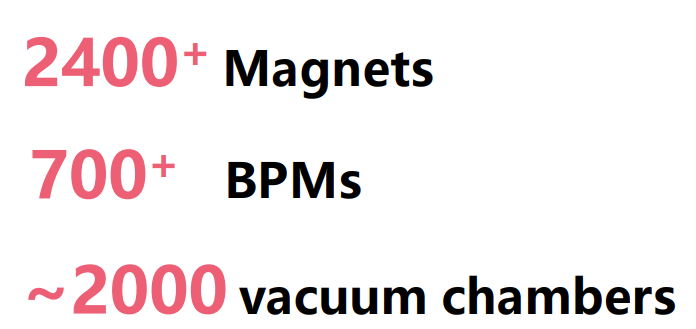 2400+ Magnets
700+ BPMs
~2000 vacuum chambers